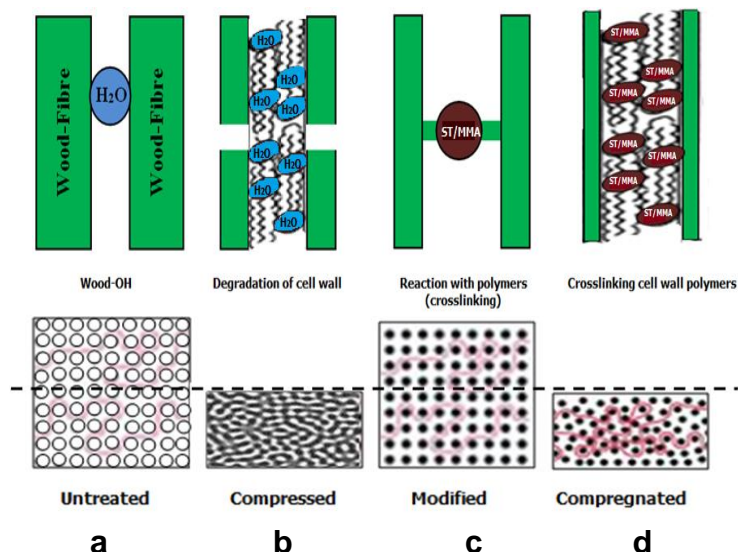 Wood-Fibre
H₂O
Wood-Fibre
H2O
H2O
H2O
H2O
H2O
H2O
H2O
H2O
ST/MMA
ST/MMA
ST/MMA
ST/MMA
ST/MMA
ST/MMA
ST/MMA
ST/MMA
ST/MMA
Wood-OH
Degradation of cell wall
Reaction with polymers
(crosslinking)
Crosslinking cell wall polymers
Untreated
Compressed
Modified
Compregnated
a
b
c
d